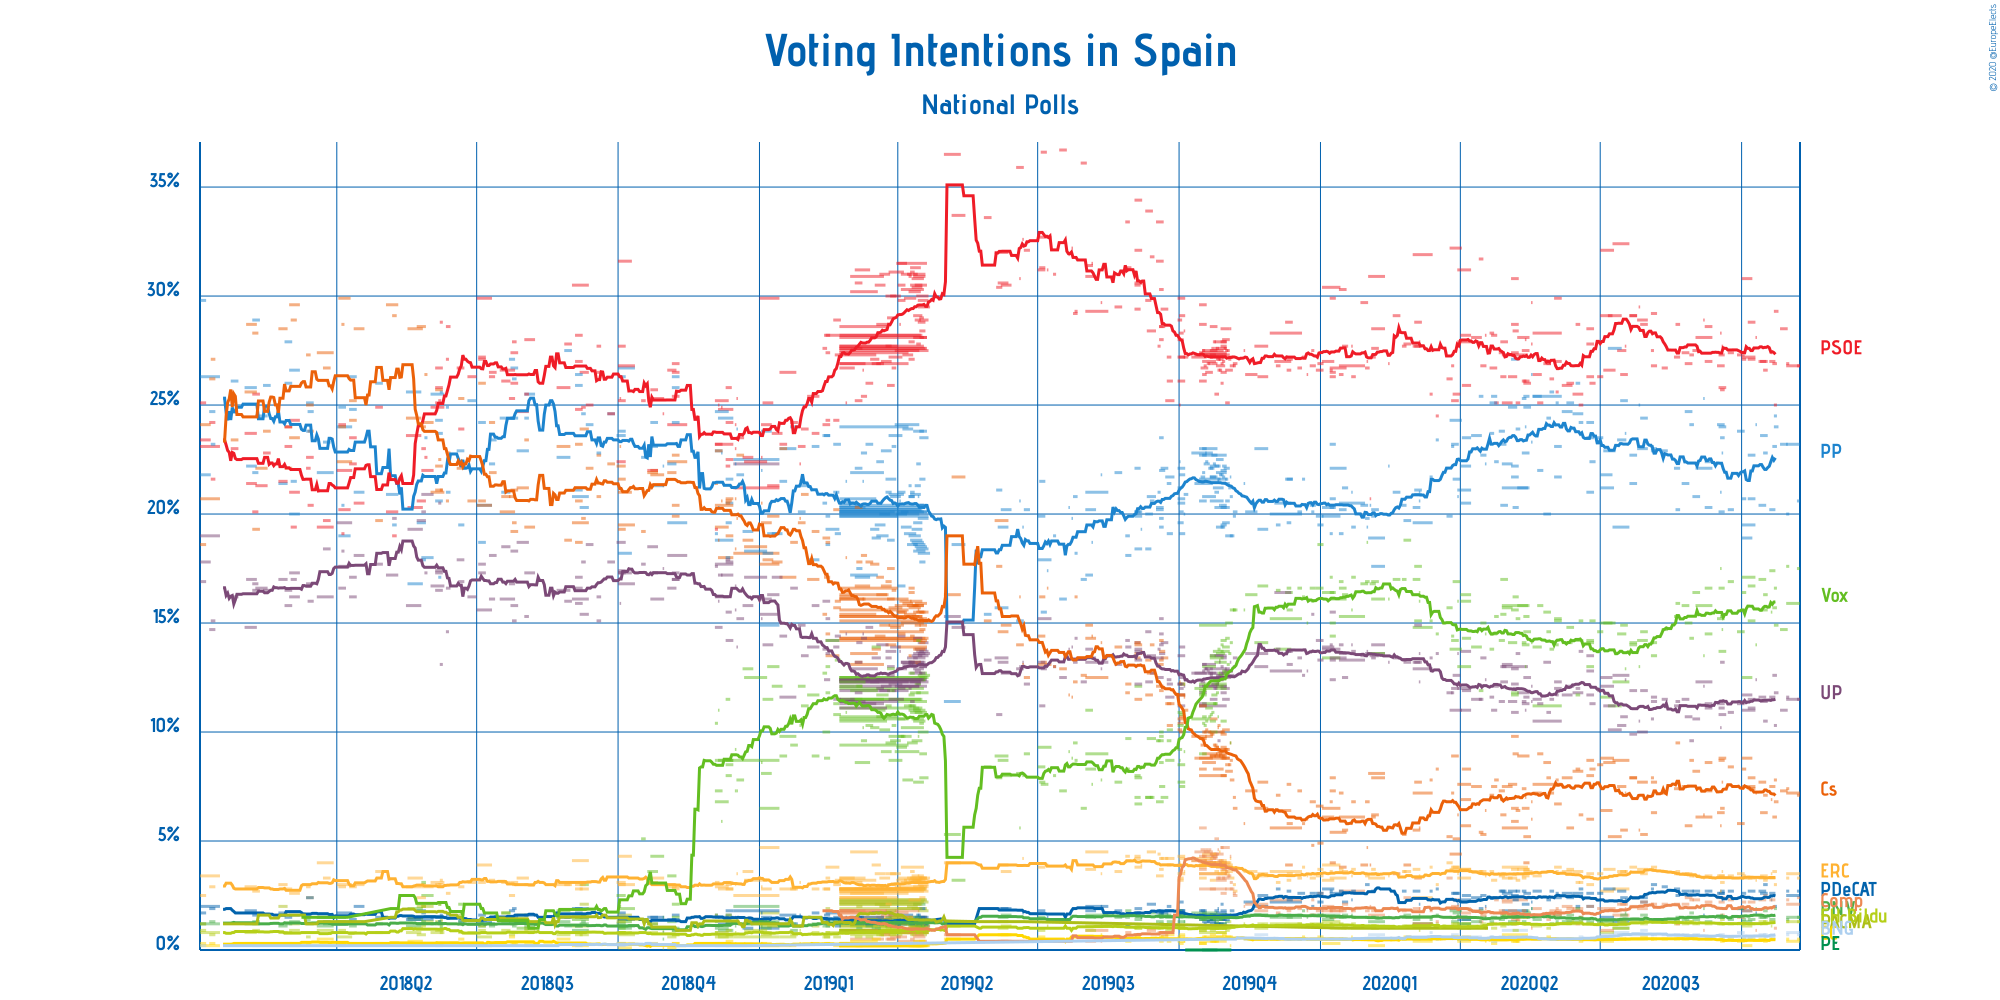 © 2020 @EuropeElects
Voting Intentions in Spain
National Polls
35%
30%
25%
20%
15%
10%
5%
0%
PSOE
PP
Vox
UP
Cs
ERC
PDeCAT
BNG
PE
2018Q2
2018Q3
2018Q4
2019Q1
2019Q2
2019Q3
2019Q4
2020Q1
2020Q2
2020Q3